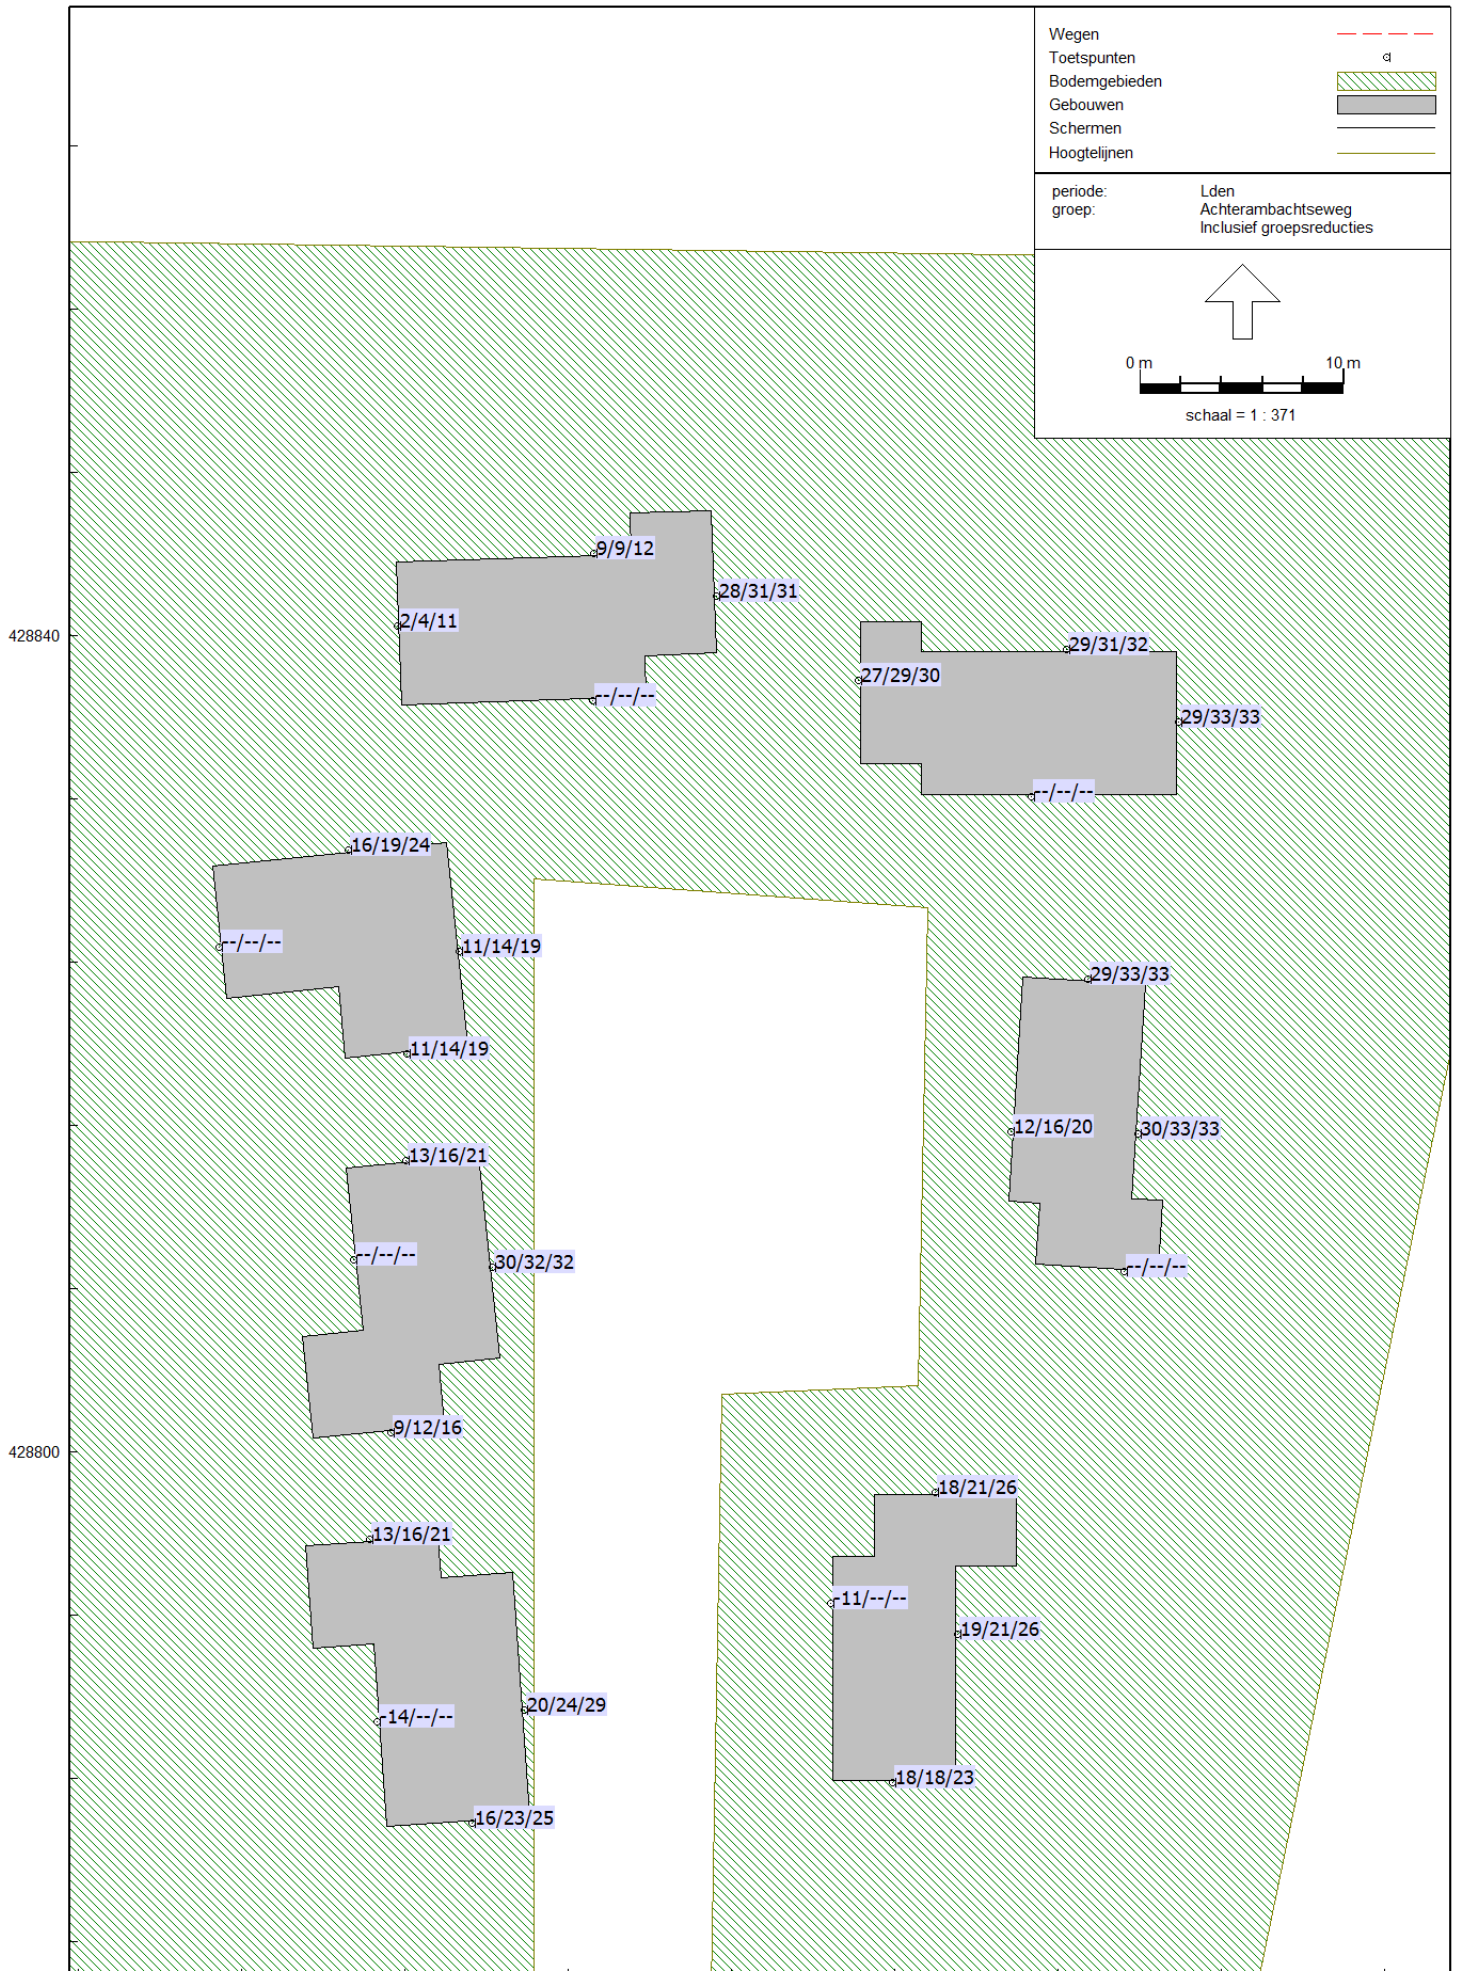 Wegen
Toetspunten
Bodemgebieden
Gebouwen
Schermen
Hoogtelijnen
periode: Lden
groep: Achterambachtseweg
Inclusief groepsreducties
0 m 10 m
schaal = 1 : 371
9/9/12
28/31/31
2/4/11
428840
29/31/32
27/29/30
--/--/--
29/33/33
--/--/--
16/19/24
--/--/--
11/14/19
29/33/33
11/14/19
12/16/20
30/33/33
13/16/21
--/--/--
30/32/32
--/--/--
9/12/16
428800
18/21/26
13/16/21
-11/--/--
19/21/26
20/24/29
-14/--/--
18/18/23
16/23/25